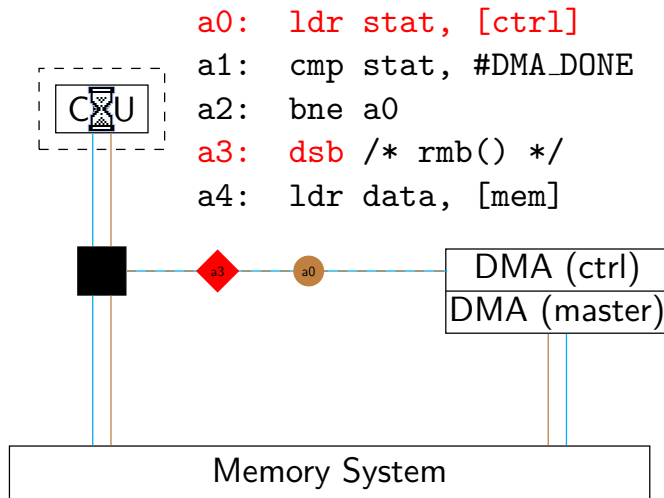 a0: ldr stat, [ctrl]
a1: cmp stat, #DMA_DONE
a2: bne a0
a3: dsb /* rmb() */
a4: ldr data, [mem]
a3
a0
DMA (ctrl)
DMA (master)
Memory System